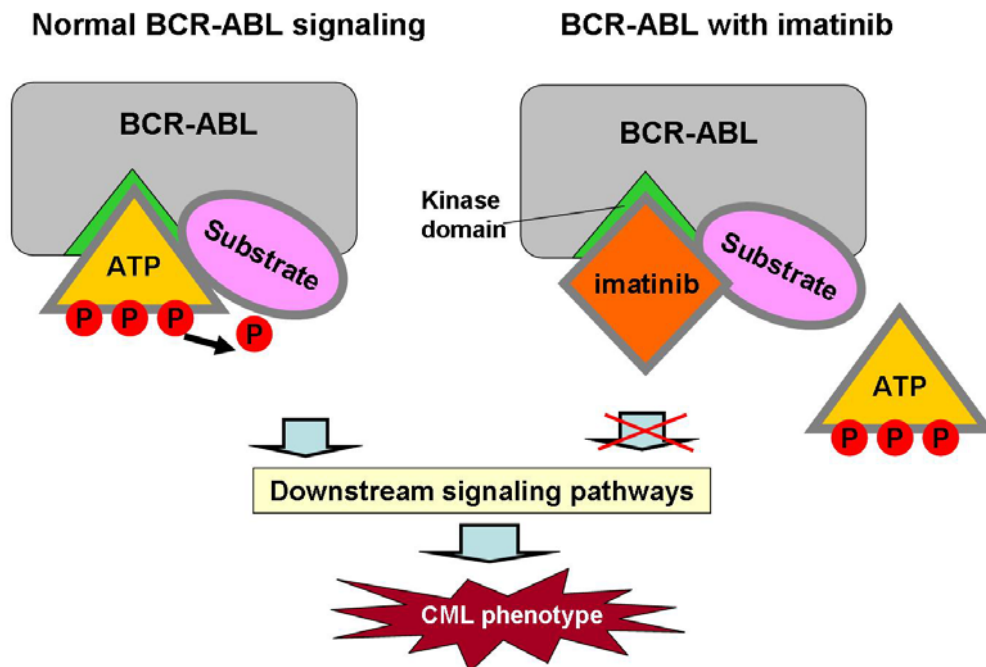 Normal BCR-ABL signaling
BCR-ABL
ATP
Substrate
P P P
P
BCR-ABL with imatinib
BCR-ABL
Kinase
domain
imatinib
Substrate
ATP
P P P
Downstream signaling pathways
CML phenotype